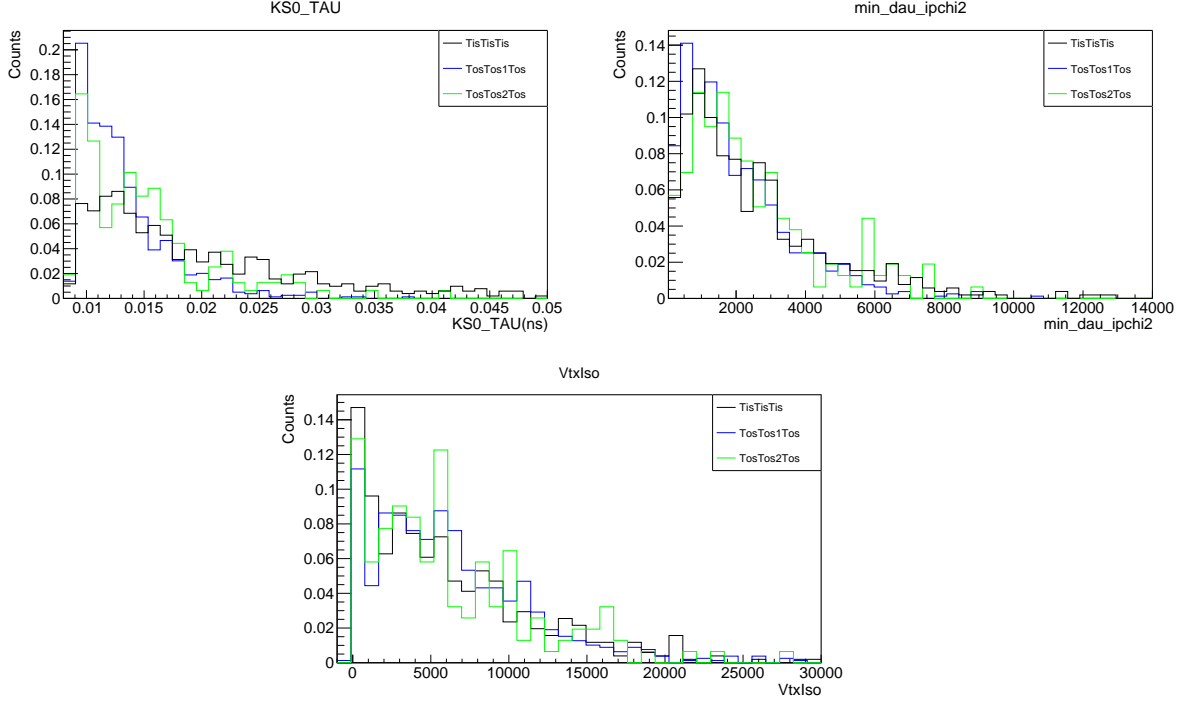 KS0_TAU
Counts
0.2
0.18
0.16
0.14
0.12
0.1
0.08
0.06
0.04
0.02
0
0.01 0.015 0.02 0.025 0.03 0.035 0.04 0.045 0.05
KS0_TAU(ns)
TisTisTis
TosTos1Tos
TosTos2Tos
min_dau_ipchi2
Counts
0.14
0.12
0.1
0.08
0.06
0.04
0.02
0
2000 4000 6000 8000 10000 12000 14000
min_dau_ipchi2
TisTisTis
TosTos1Tos
TosTos2Tos
VtxIso
Counts
0.14
0.12
0.1
0.08
0.06
0.04
0.02
0
0 5000 10000 15000 20000 25000 30000
VtxIso
TisTisTis
TosTos1Tos
TosTos2Tos